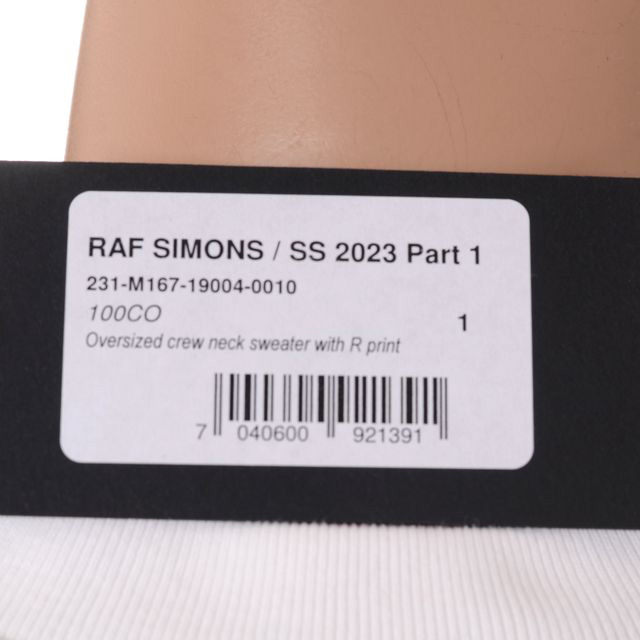 RAF SIMONS / SS 2023 Part 1
231-M167-19004-0010
100CO
1
Oversized crew neck sweater with R print
7 040600 921391